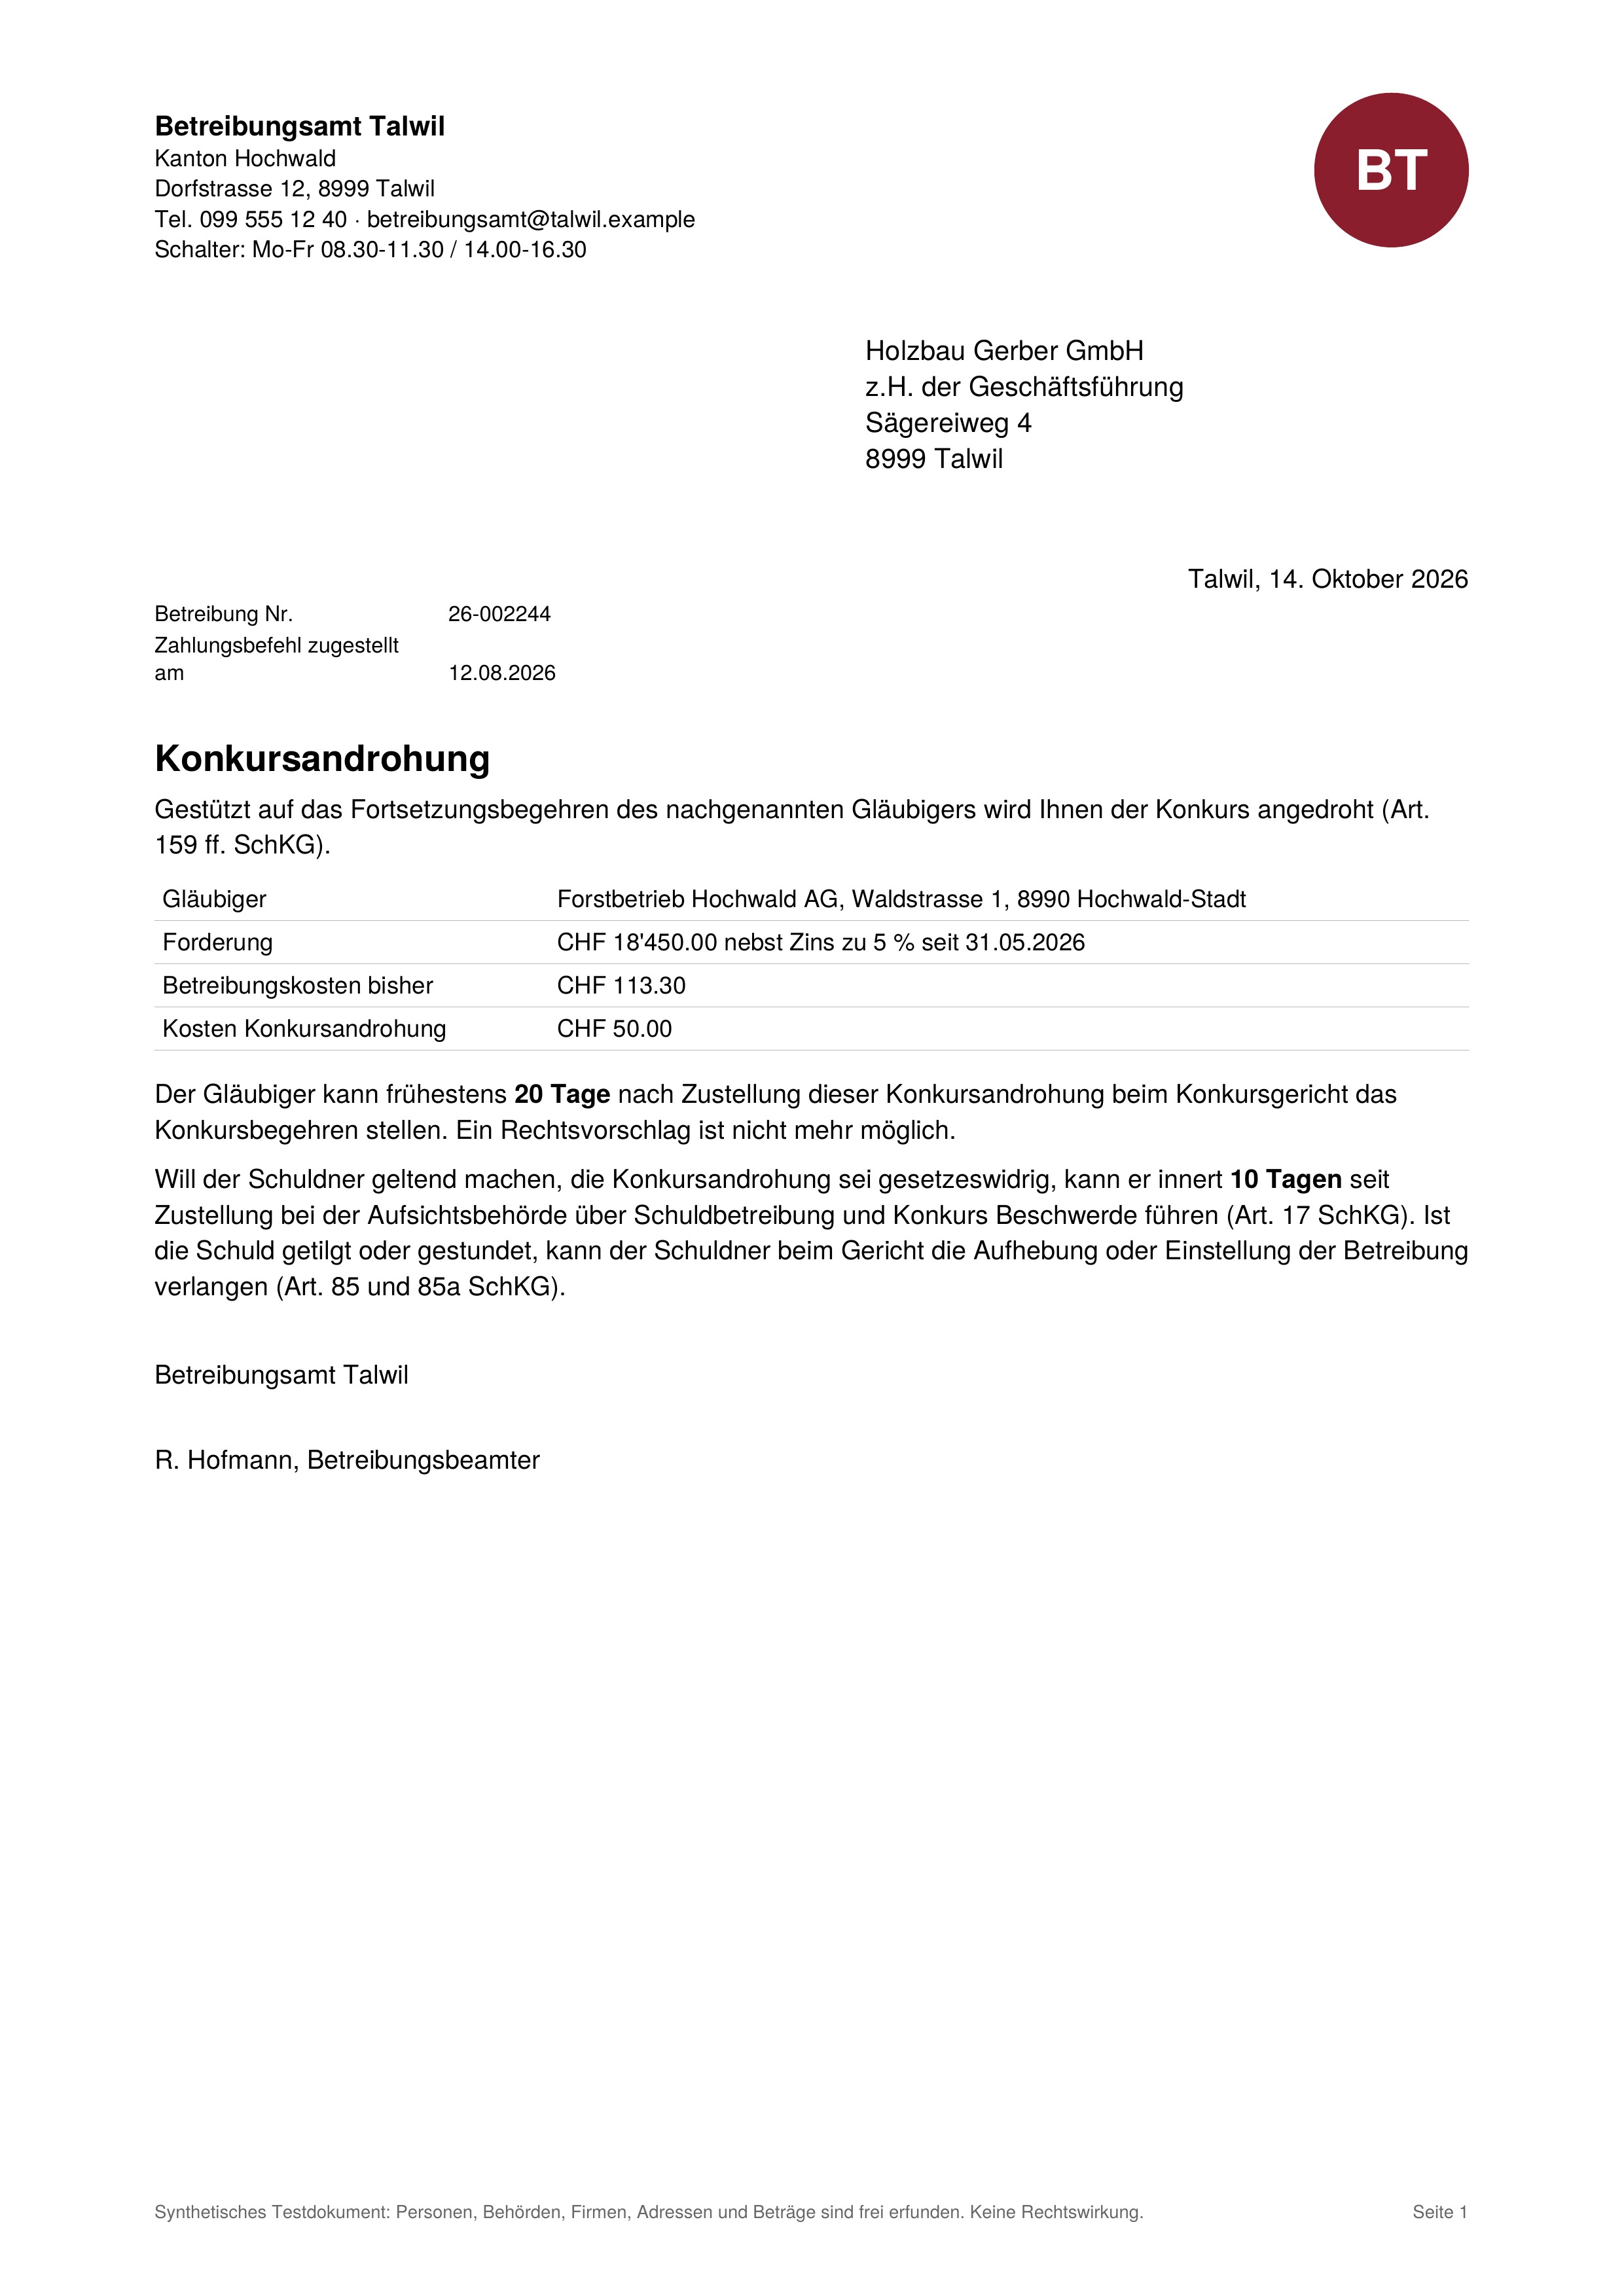 Betreibungsamt Talwil
Kanton Hochwald
Dorfstrasse 12, 8999 Talwil
Tel. 099 555 12 40 · betreibungsamt@talwil.example
Schalter: Mo-Fr 08.30-11.30 / 14.00-16.30
BT
Holzbau Gerber GmbH
z.H. der Geschäftsführung
Sägereiweg 4
8999 Talwil
Talwil, 14. Oktober 2026
Betreibung Nr. 26-002244
Zahlungsbefehl zugestellt
am 12.08.2026
Konkursandrohung
Gestützt auf das Fortsetzungsbegehren des nachgenannten Gläubigers wird Ihnen der Konkurs angedroht (Art.
159 ff. SchKG).
Gläubiger Forstbetrieb Hochwald AG, Waldstrasse 1, 8990 Hochwald-Stadt
Forderung CHF 18'450.00 nebst Zins zu 5 % seit 31.05.2026
Betreibungskosten bisher CHF 113.30
Kosten Konkursandrohung CHF 50.00
Der Gläubiger kann frühestens 20 Tage nach Zustellung dieser Konkursandrohung beim Konkursgericht das
Konkursbegehren stellen. Ein Rechtsvorschlag ist nicht mehr möglich.
Will der Schuldner geltend machen, die Konkursandrohung sei gesetzeswidrig, kann er innert 10 Tagen seit
Zustellung bei der Aufsichtsbehörde über Schuldbetreibung und Konkurs Beschwerde führen (Art. 17 SchKG). Ist
die Schuld getilgt oder gestundet, kann der Schuldner beim Gericht die Aufhebung oder Einstellung der Betreibung
verlangen (Art. 85 und 85a SchKG).
Betreibungsamt Talwil
R. Hofmann, Betreibungsbeamter
Synthetisches Testdokument: Personen, Behörden, Firmen, Adressen und Beträge sind frei erfunden. Keine Rechtswirkung. Seite 1